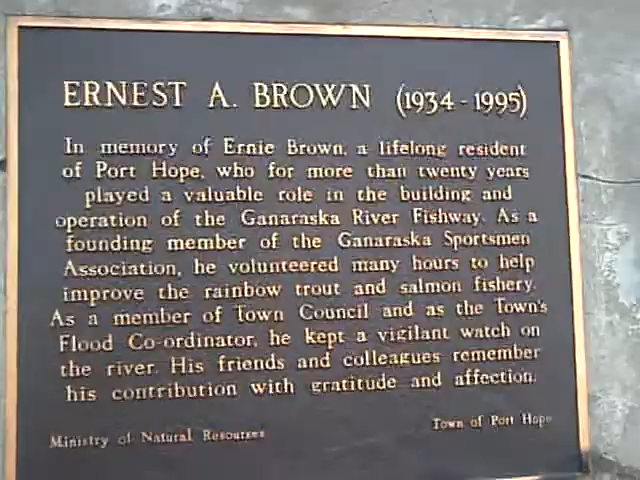 ERNEST A. BROWN (1934 - 1995)
In memory of Ernie Brown, a lifelong resident
of Port Hope, who for more than twenty years
played a valuable role in the building and
operation of the Ganaraska River Fishway. As a
founding member of the Ganaraska Sportsmen
Association, he volunteered many hours to help
improve the rainbow trout and salmon fishery.
As a member of Town Council and as the Town's
Flood Co-ordinator, he kept a vigilant watch on
the river. His friends and colleagues remember
his contribution with gratitude and affection.
Ministry of Natural Resources
Town of Port Hope